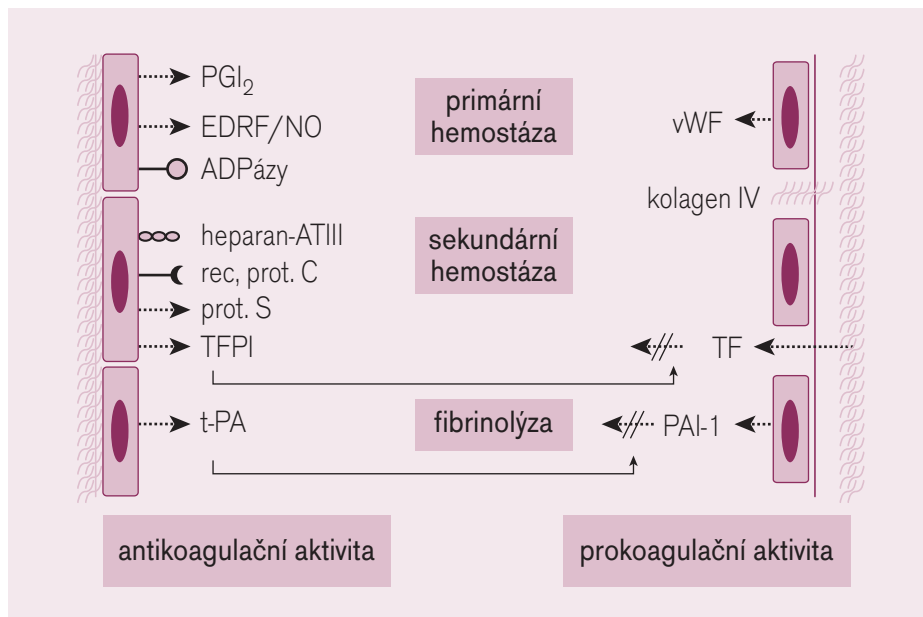 PGI2
EDRF/NO
ADPázy
primární
hemostáza
vWF
kolagen IV
heparan-ATIII
rec, prot. C
prot. S
TFPI
sekundární
hemostáza
TF
t-PA
fibrinolýza
PAI-1
antikoagulační aktivita
prokoagulační aktivita